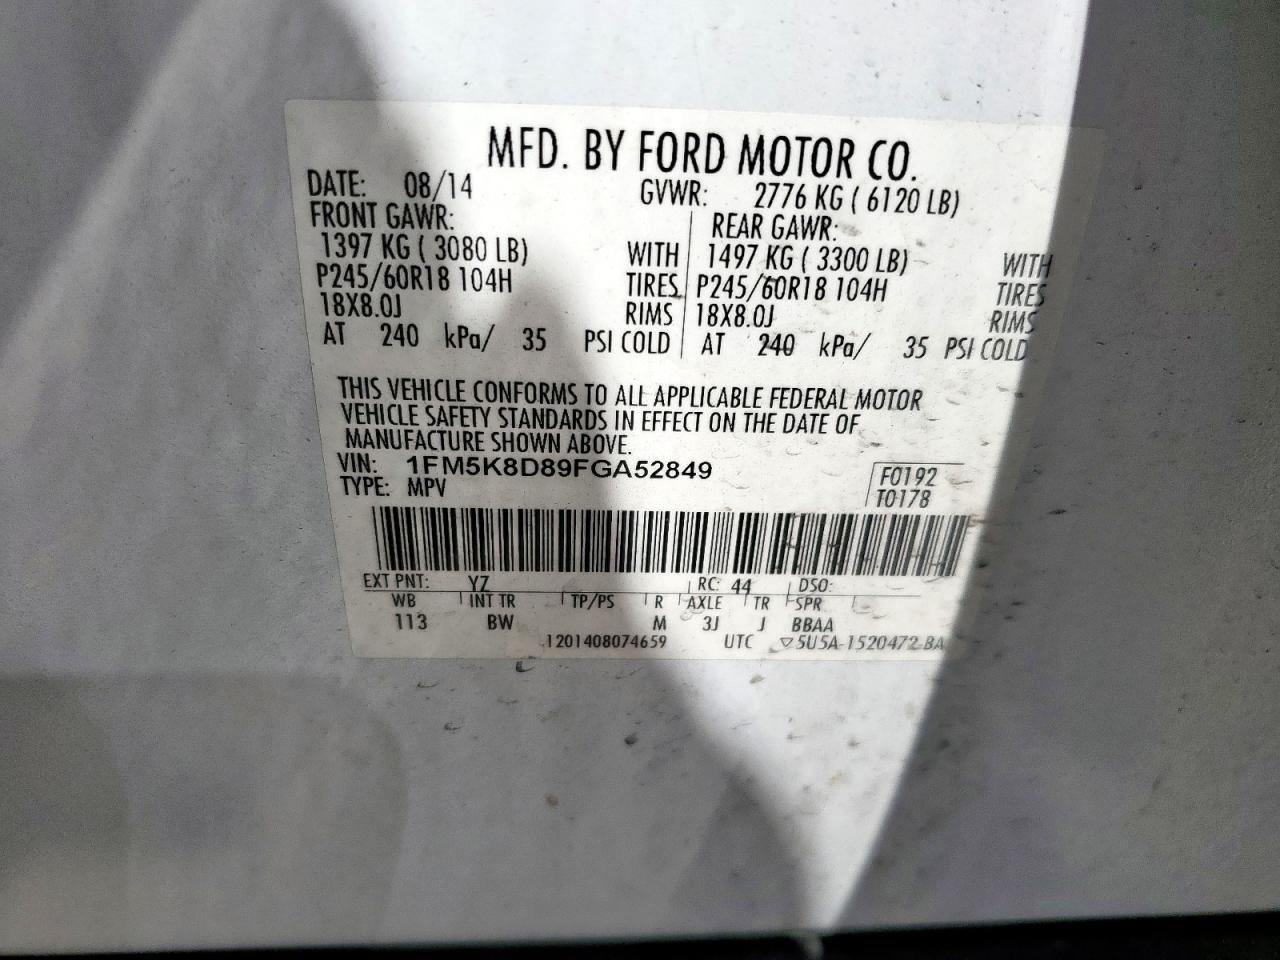 MFD. BY FORD MOTOR CO.
DATE: 08/14 GVWR: 2776 KG ( 6120 LB)
FRONT GAWR: REAR GAWR:
1397 KG ( 3080 LB) WITH 1497 KG ( 3300 LB) WITH
P245/60R18 104H TIRES P245/60R18 104H TIRES
18X8.0J RIMS 18X8.0J RIMS
AT 240 kPa/ 35 PSI COLD AT 240 kPa/ 35 PSI COLD
THIS VEHICLE CONFORMS TO ALL APPLICABLE FEDERAL MOTOR
VEHICLE SAFETY STANDARDS IN EFFECT ON THE DATE OF
MANUFACTURE SHOWN ABOVE.
VIN: 1FM5K8D89FGA52849 F0192
TYPE: MPV T0178
EXT PNT: YZ RC: 44 DSO:
WB INT TR TP/PS R AXLE TR SPR
113 BW M 3J J BBAA
1201408074659 UTC ▽5U5A-1520472-BA